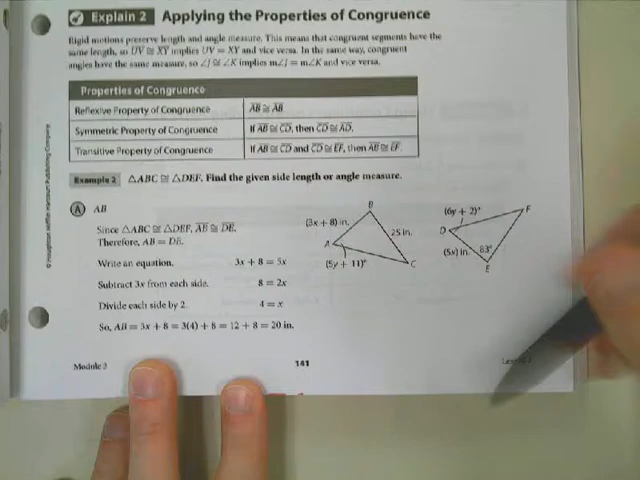 Explain 2 Applying the Properties of Congruence
Rigid motions preserve length and angle measure. This means that congruent segments have the
same length, so UV ≅ XY implies UV = XY and vice versa. In the same way, congruent
angles have the same measure, so ∠J ≅ ∠K implies m∠J = m∠K and vice versa.
Properties of Congruence
Reflexive Property of Congruence AB ≅ AB
Symmetric Property of Congruence If AB ≅ CD, then CD ≅ AD.
Transitive Property of Congruence If AB ≅ CD and CD ≅ EF, then AB ≅ EF.
Example 2 △ABC ≅ △DEF. Find the given side length or angle measure.
A AB
Since △ABC ≅ △DEF, AB ≅ DE.
Therefore, AB = DE.
Write an equation. 3x + 8 = 5x
Subtract 3x from each side. 8 = 2x
Divide each side by 2. 4 = x
So, AB = 3x + 8 = 3(4) + 8 = 12 + 8 = 20 in.
B
(3x + 8) in.
25 in.
A
(5y + 11)°
C
(6y + 2)°
F
D
(5x) in.
83°
E
Module 3
141
© Houghton Mifflin Harcourt Publishing Company